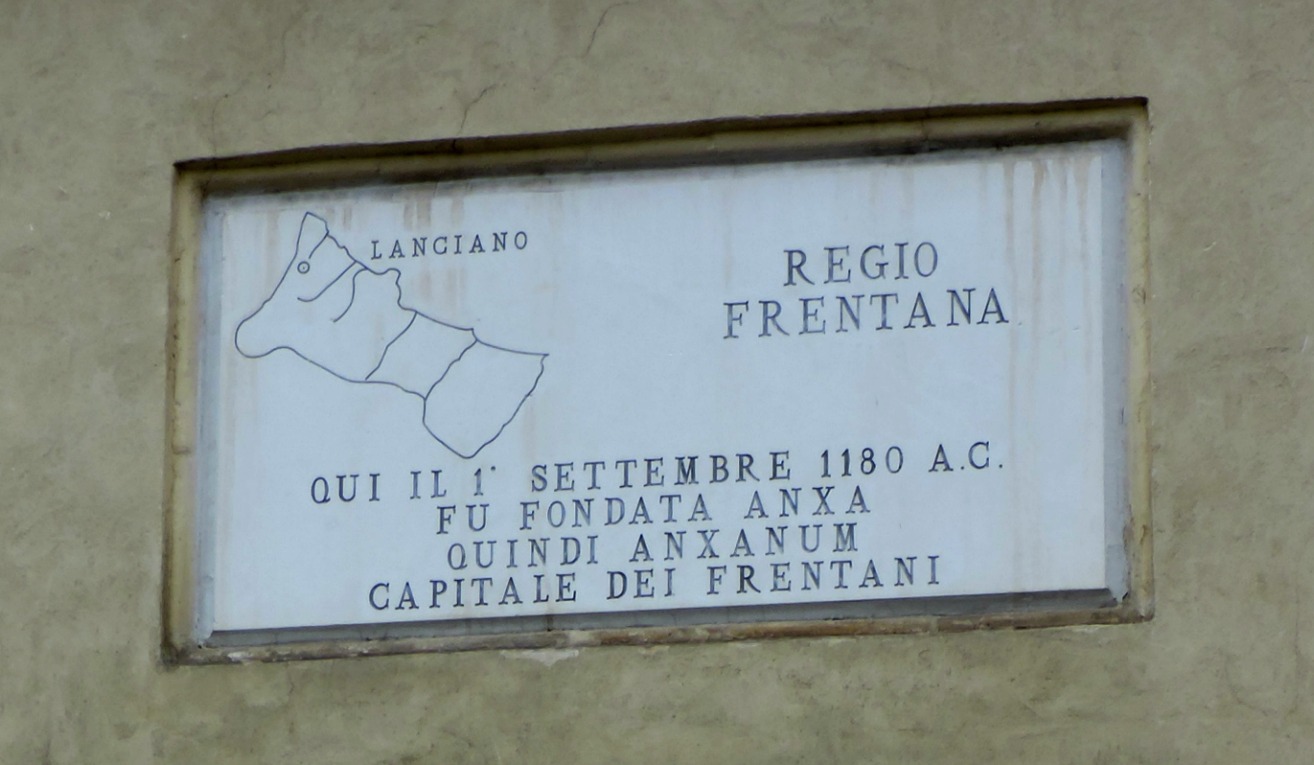 LANCIANO
REGIO
FRENTANA
QUI IL 1° SETTEMBRE 1180 A.C.
FU FONDATA ANXA
QUINDI ANXANUM
CAPITALE DEI FRENTANI